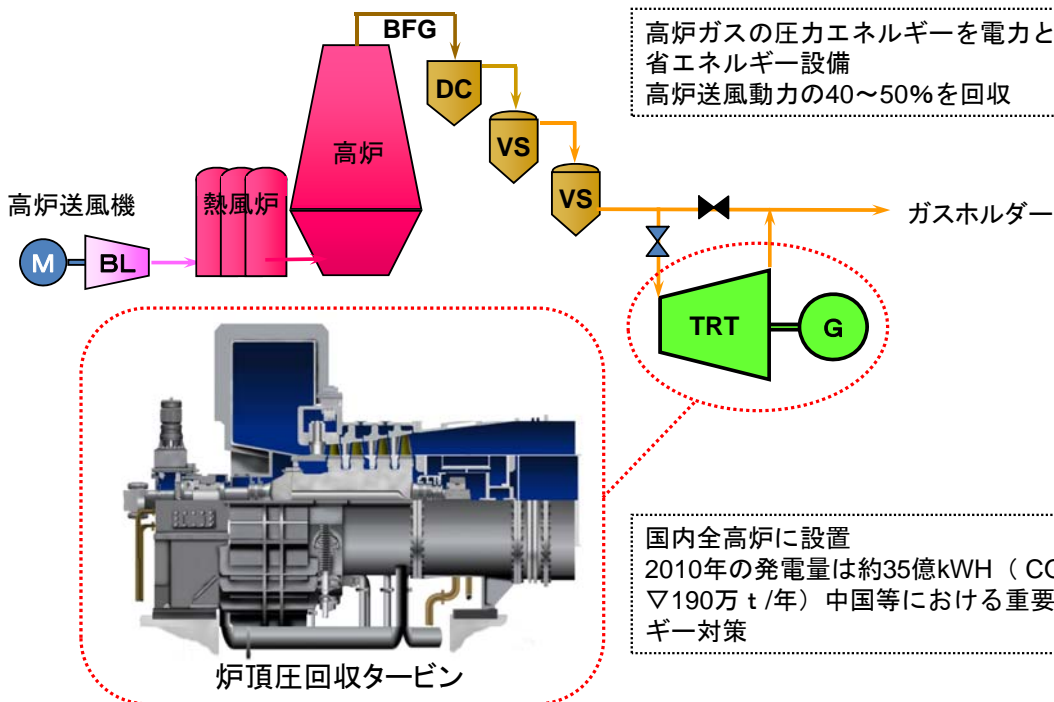 BFG
高炉ガスの圧力エネルギーを電力と
省エネルギー設備
高炉送風動力の40～50%を回収
DC
VS
VS
高炉
高炉送風機
熱風炉
M
BL
ガスホルダー
TRT
G
炉頂圧回収タービン
国内全高炉に設置
2010年の発電量は約35億kWH（ CO
▽190万ｔ/年）中国等における重要
ギー対策